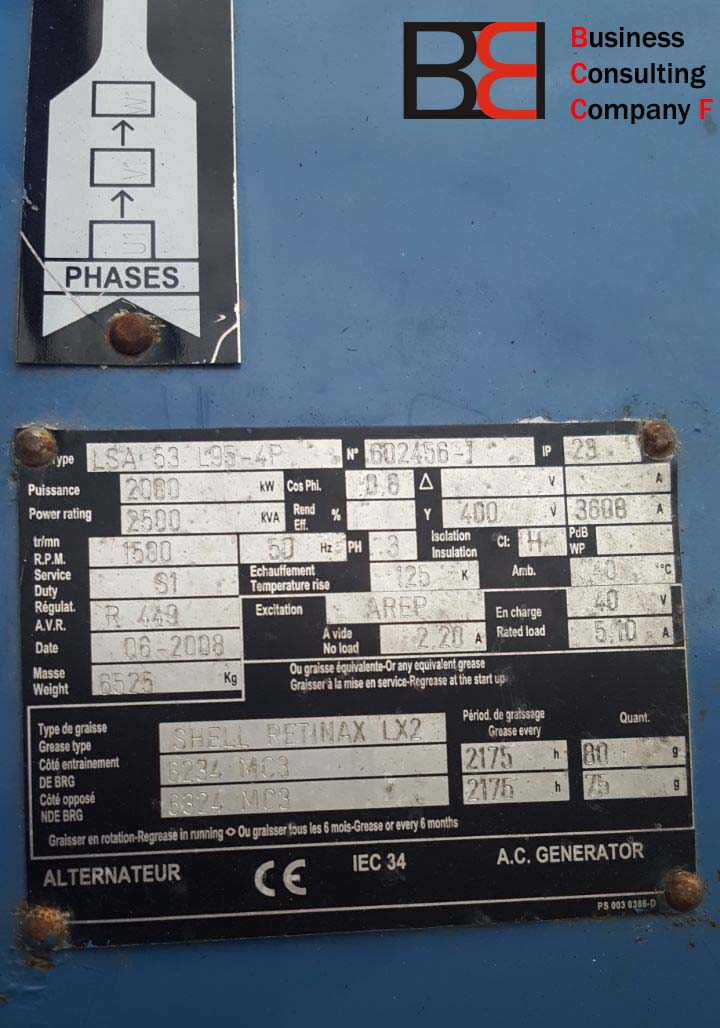 BCC
Business
Consulting
Company F
W
V
U1
PHASES
Type LSA 53 L95-4P N° 602456-1 IP 23
Puissance 2080 kW Cos Phi. 0.8 Δ V A
Power rating 2500 KVA Rend Eff. % Y 400 V 3608 A
tr/mn R.P.M. 1500 50 Hz PH 3 Isolation Insulation Cl: H PdB WP
Service Duty S1 Echauffement Temperature rise 125 K Amb. 40 °C
Régulat. A.V.R. R 449 Excitation AREP En charge Rated load 40 V
Date 06-2008 A vide No load 2,20 A 5,10 A
Masse Weight 6525 Kg
Ou graisse équivalente-Or any equivalent grease
Graisser à la mise en service-Regrease at the start up
Type de graisse Grease type SHELL RETINAX LX2 Périod. de graissage Grease every Quant.
Côté entrainement DE BRG 6234 MC3 2175 h 80 g
Côté opposé NDE BRG 6324 MC3 2175 h 75 g
Graisser en rotation-Regrease in running <> Ou graisser tous les 6 mois-Grease or every 6 months
ALTERNATEUR CE IEC 34 A.C. GENERATOR
PS 003 0366-D